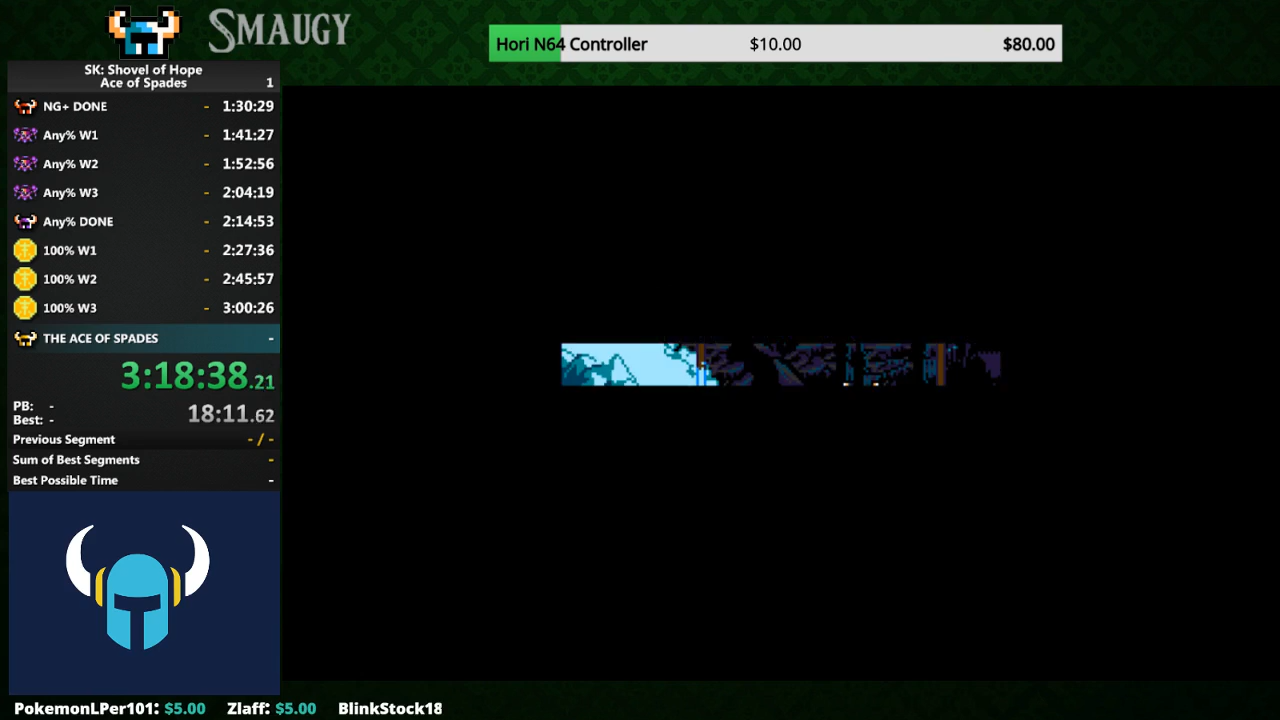 SMAUGY
Hori N64 Controller $10.00 $80.00
SK: Shovel of Hope
Ace of Spades 1
NG+ DONE - 1:30:29
Any% W1 - 1:41:27
Any% W2 - 1:52:56
Any% W3 - 2:04:19
Any% DONE - 2:14:53
100% W1 - 2:27:36
100% W2 - 2:45:57
100% W3 - 3:00:26
THE ACE OF SPADES -
3:18:38.21
PB: - 18:11.62
Best: -
Previous Segment - / -
Sum of Best Segments -
Best Possible Time -
PokemonLPer101: $5.00 Zlaff: $5.00 BlinkStock18